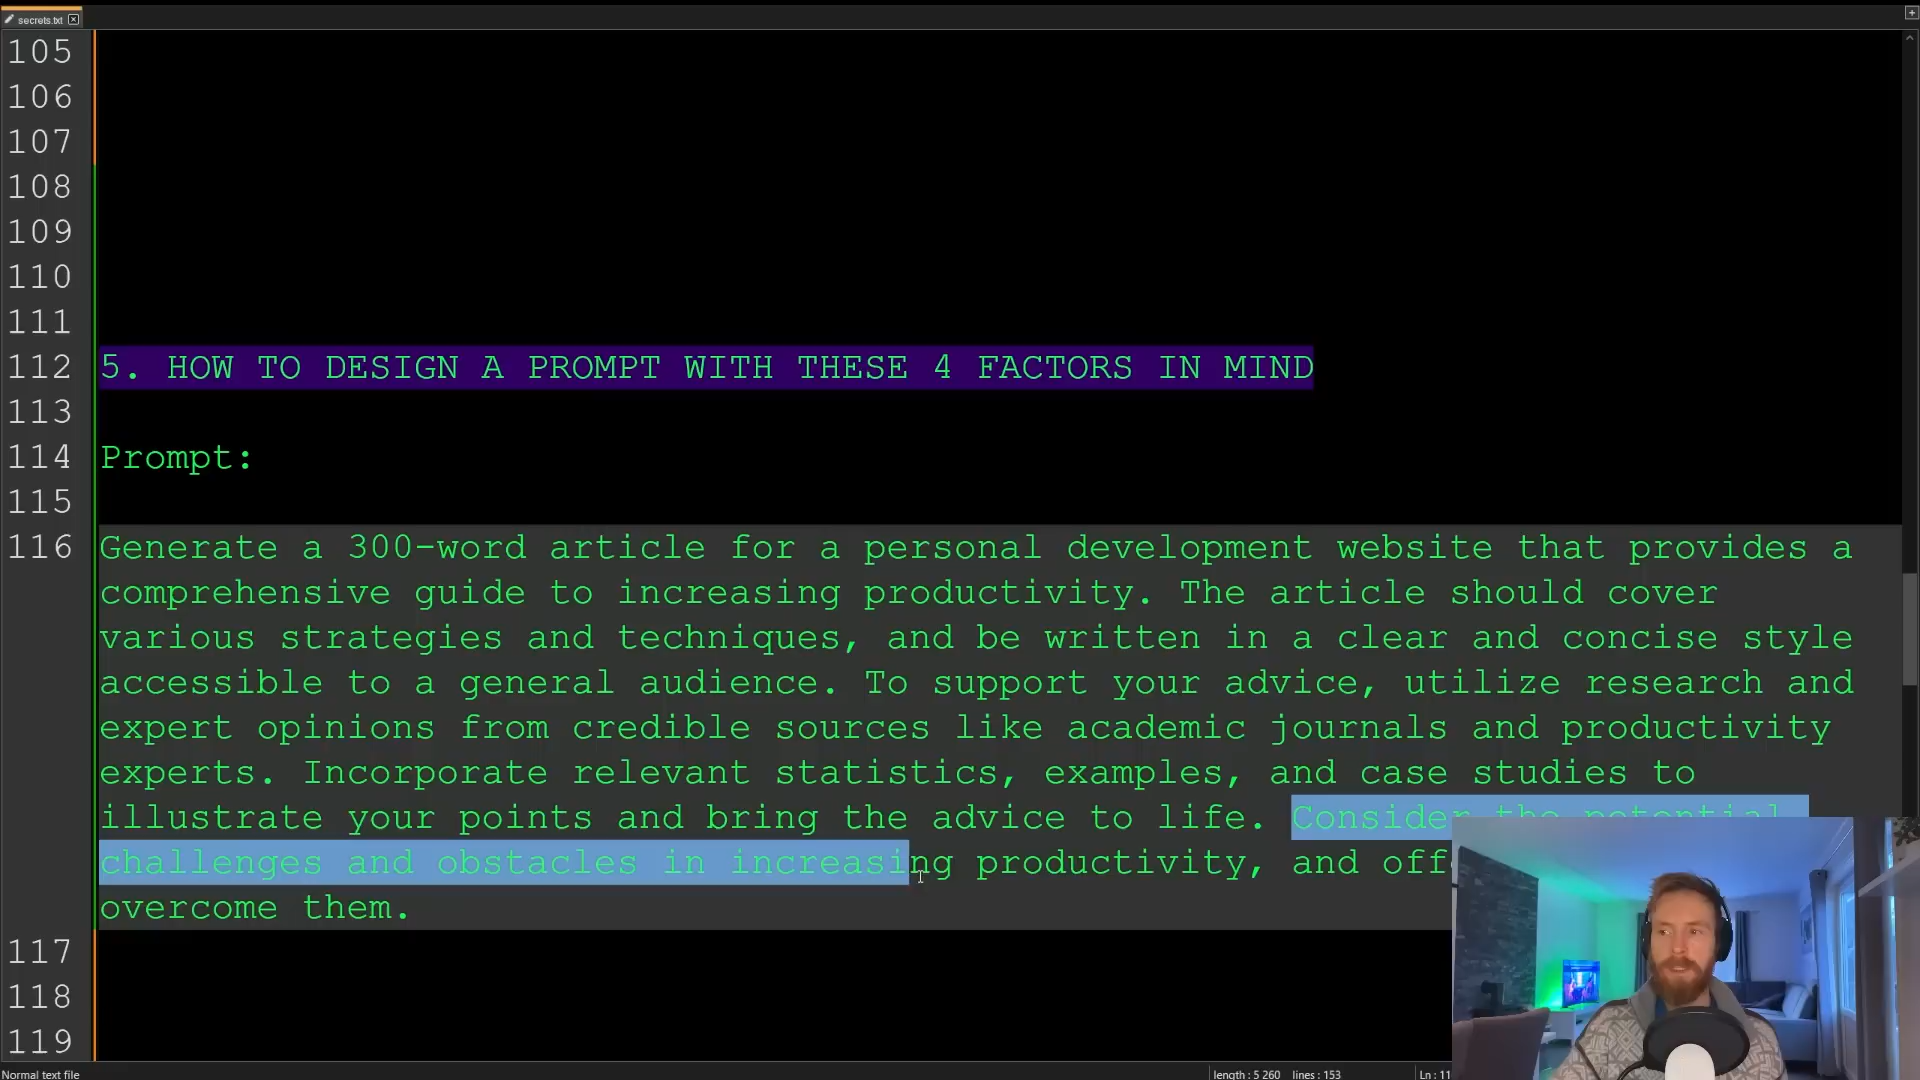 secrets.txt
105
106
107
108
109
110
111
112 5. HOW TO DESIGN A PROMPT WITH THESE 4 FACTORS IN MIND
113
114 Prompt:
115
116 Generate a 300-word article for a personal development website that provides a
comprehensive guide to increasing productivity. The article should cover
various strategies and techniques, and be written in a clear and concise style
accessible to a general audience. To support your advice, utilize research and
expert opinions from credible sources like academic journals and productivity
experts. Incorporate relevant statistics, examples, and case studies to
illustrate your points and bring the advice to life. Consider the potential
challenges and obstacles in increasing productivity, and
overcome them.
117
118
119
Normal text file length : 5 260 lines : 153 Ln : 11